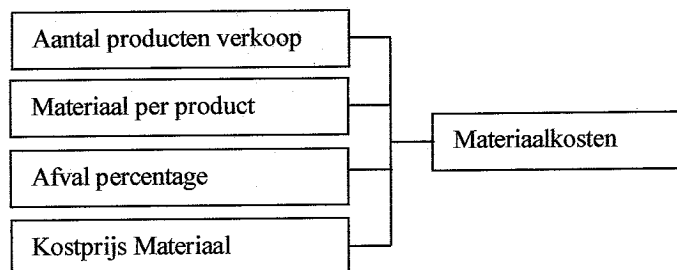 Aantal producten verkoop
Materiaal per product
Materiaalkosten
Afval percentage
Kostprijs Materiaal